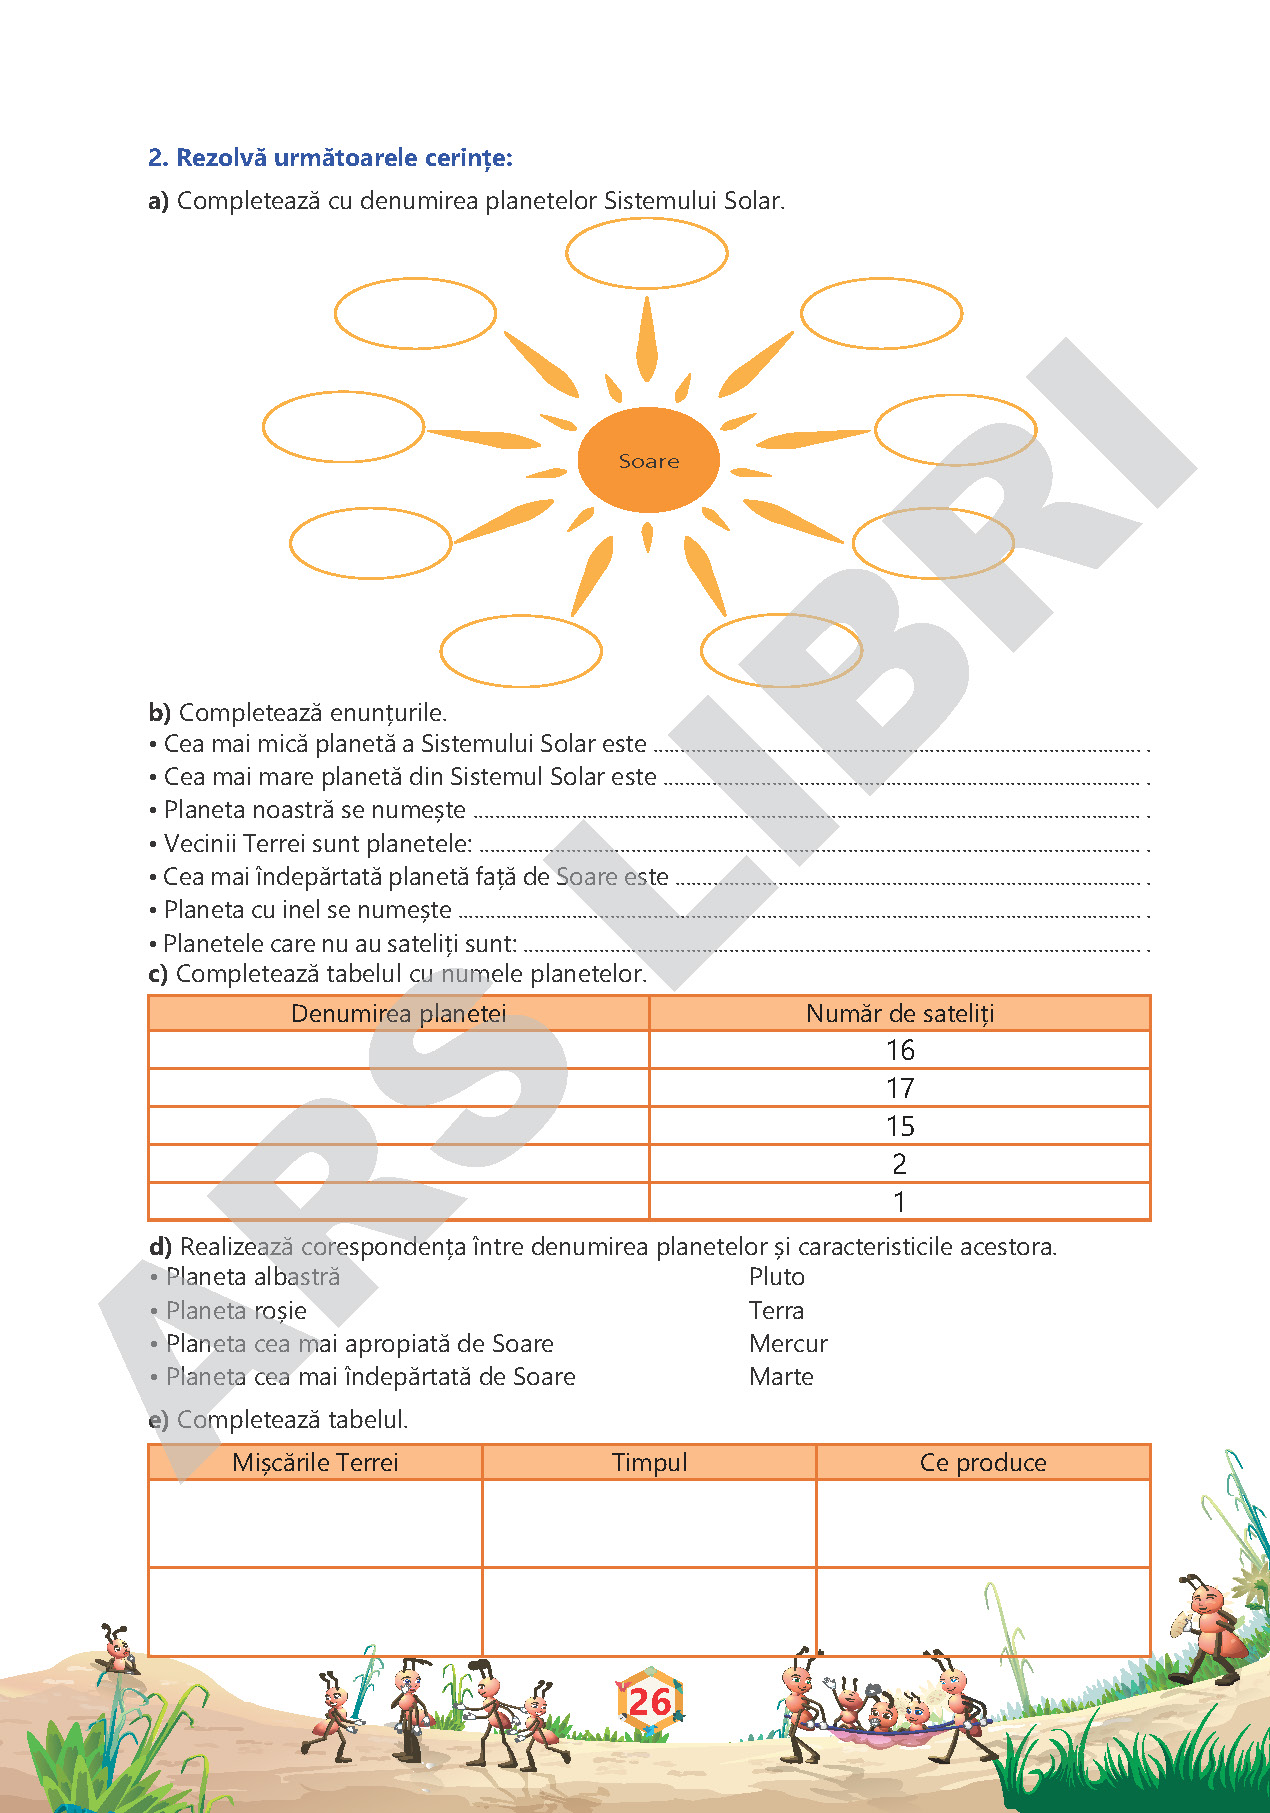 2. Rezolvă următoarele cerințe:
a) Completează cu denumirea planetelor Sistemului Solar.
Soare
b) Completează enunțurile.
• Cea mai mică planetă a Sistemului Solar este .......................................................................................... .
• Cea mai mare planetă din Sistemul Solar este ........................................................................................ .
• Planeta noastră se numește ........................................................................................................................... .
• Vecinii Terrei sunt planetele: .......................................................................................................................... .
• Cea mai îndepărtată planetă față de Soare este ...................................................................................... .
• Planeta cu inel se numește .............................................................................................................................. .
• Planetele care nu au sateliți sunt: .................................................................................................................. .
c) Completează tabelul cu numele planetelor.
Denumirea planetei Număr de sateliți
16
17
15
2
1
d) Realizează corespondența între denumirea planetelor și caracteristicile acestora.
• Planeta albastră Pluto
• Planeta roșie Terra
• Planeta cea mai apropiată de Soare Mercur
• Planeta cea mai îndepărtată de Soare Marte
e) Completează tabelul.
Mișcările Terrei Timpul Ce produce
26
ARS LIBRI